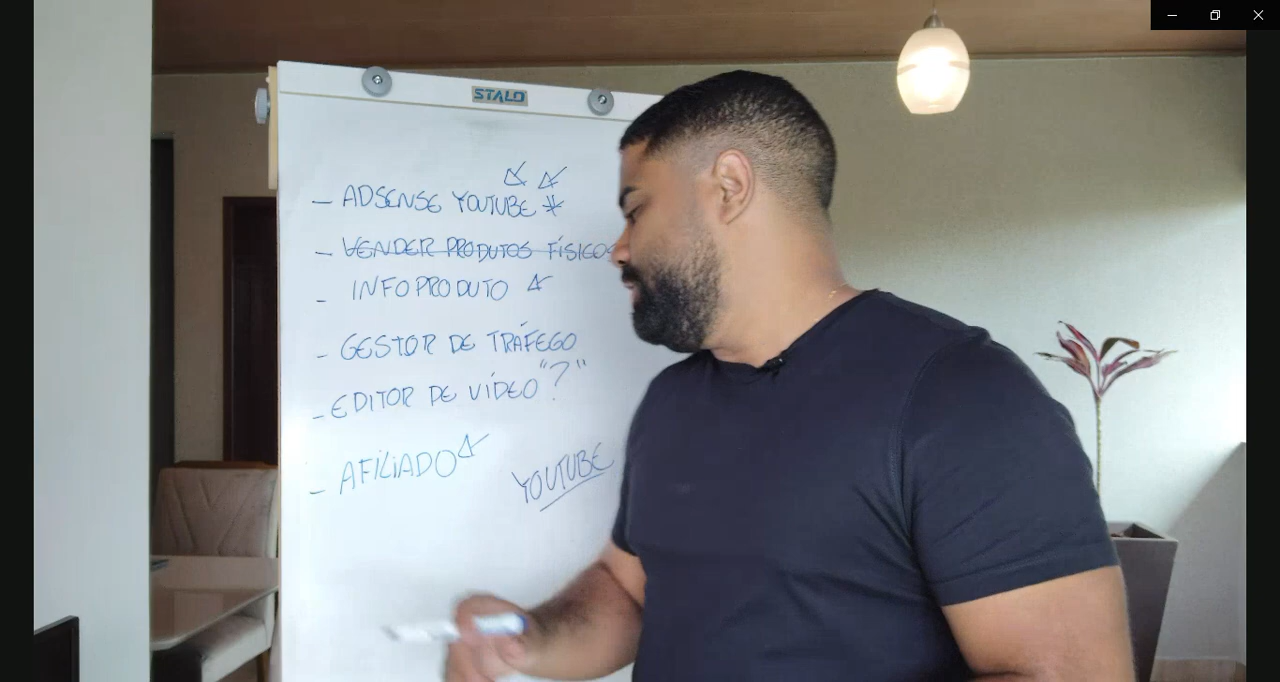 STALO
- ADSENSE YOUTUBE *
- VENDER PRODUTOS FÍSICOS
- INFOPRODUTO
- GESTOR DE TRÁFEGO
- EDITOR DE VÍDEO "?"
- AFILIADO
YOUTUBE